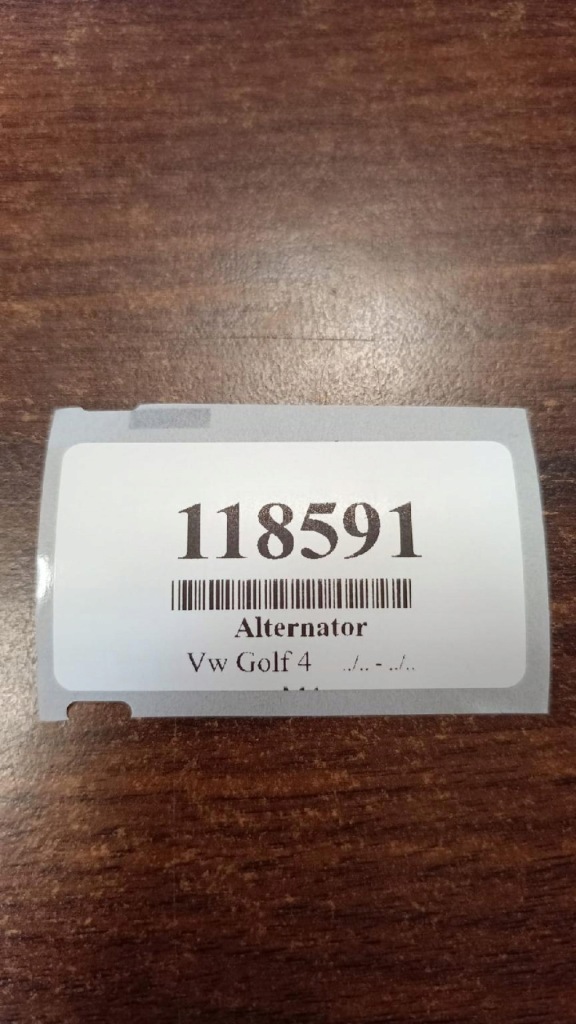 118591
Alternator
Vw Golf 4 ../.. - ../..